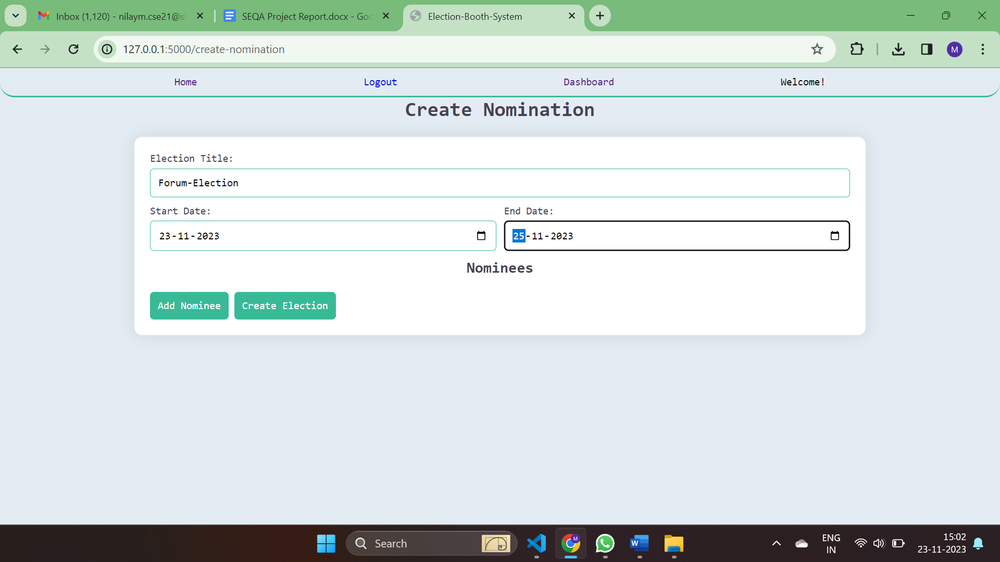 Inbox (1,120) - nilaym.cse21@sl
SEQA Project Report.docx - Goo
Election-Booth-System
127.0.0.1:5000/create-nomination
M
Home Logout Dashboard Welcome!
Create Nomination
Election Title:
Forum-Election
Start Date: End Date:
23-11-2023 25-11-2023
Nominees
Add Nominee Create Election
Search
M
W
ENG
IN
15:02
23-11-2023